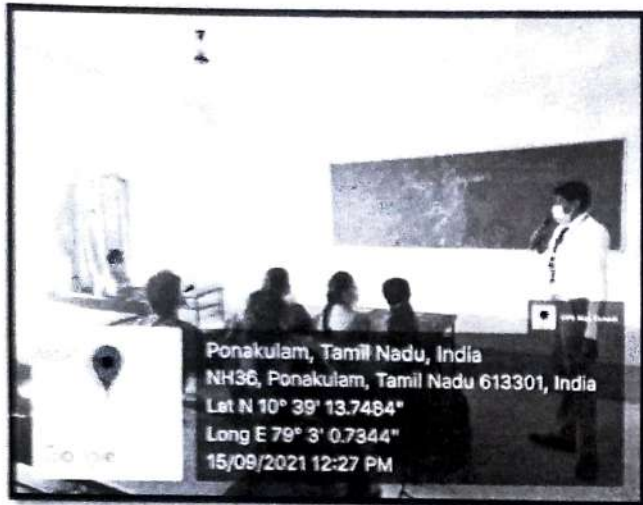 Ponakulam, Tamil Nadu, India
NH36, Ponakulam, Tamil Nadu 613301, India
Lat N 10° 39' 13.7484"
Long E 79° 3' 0.7344"
15/09/2021 12:27 PM
Google